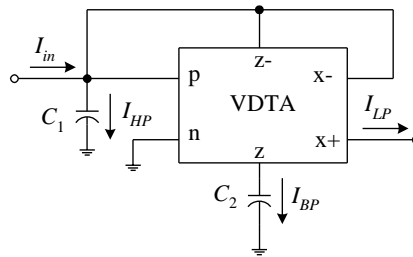 I_in
z-
p
x-
C_1
I_HP
VDTA
I_LP
n
x+
z
C_2
I_BP